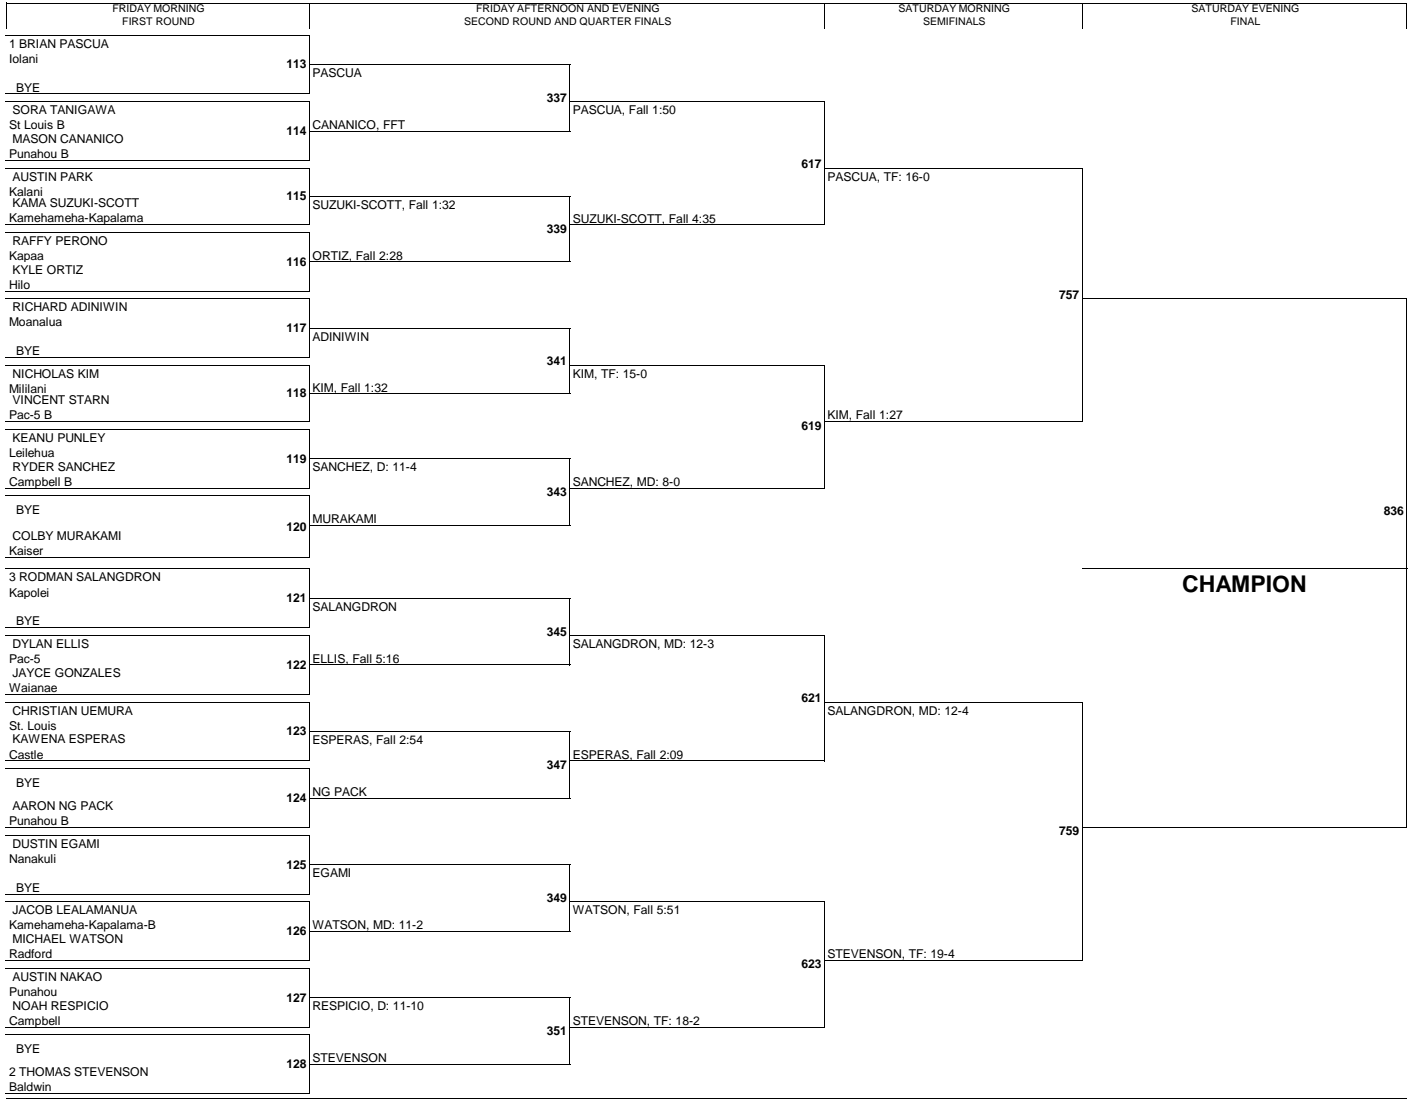 FRIDAY MORNING
FIRST ROUND
FRIDAY AFTERNOON AND EVENING
SECOND ROUND AND QUARTER FINALS
SATURDAY MORNING
SEMIFINALS
SATURDAY EVENING
FINAL
1 BRIAN PASCUA
Iolani
113
BYE
SORA TANIGAWA
St Louis B
114
MASON CANANICO
Punahou B
AUSTIN PARK
Kalani
115
KAMA SUZUKI-SCOTT
Kamehameha-Kapalama
RAFFY PERONO
Kapaa
116
KYLE ORTIZ
Hilo
RICHARD ADINIWIN
Moanalua
117
BYE
NICHOLAS KIM
Mililani
118
VINCENT STARN
Pac-5 B
KEANU PUNLEY
Leilehua
119
RYDER SANCHEZ
Campbell B
BYE
120
COLBY MURAKAMI
Kaiser
3 RODMAN SALANGDRON
Kapolei
121
BYE
DYLAN ELLIS
Pac-5
122
JAYCE GONZALES
Waianae
CHRISTIAN UEMURA
St. Louis
123
KAWENA ESPERAS
Castle
BYE
124
AARON NG PACK
Punahou B
DUSTIN EGAMI
Nanakuli
125
BYE
JACOB LEALAMANUA
Kamehameha-Kapalama-B
126
MICHAEL WATSON
Radford
AUSTIN NAKAO
Punahou
127
NOAH RESPICIO
Campbell
BYE
128
2 THOMAS STEVENSON
Baldwin
PASCUA
337
CANANICO, FFT
SUZUKI-SCOTT, Fall 1:32
339
ORTIZ, Fall 2:28
ADINIWIN
341
KIM, Fall 1:32
SANCHEZ, D: 11-4
343
MURAKAMI
SALANGDRON
345
ELLIS, Fall 5:16
ESPERAS, Fall 2:54
347
NG PACK
EGAMI
349
WATSON, MD: 11-2
RESPICIO, D: 11-10
351
STEVENSON
PASCUA, Fall 1:50
617
SUZUKI-SCOTT, Fall 4:35
KIM, TF: 15-0
619
SANCHEZ, MD: 8-0
SALANGDRON, MD: 12-3
621
ESPERAS, Fall 2:09
WATSON, Fall 5:51
623
STEVENSON, TF: 18-2
PASCUA, TF: 16-0
757
KIM, Fall 1:27
SALANGDRON, MD: 12-4
759
STEVENSON, TF: 19-4
836
CHAMPION